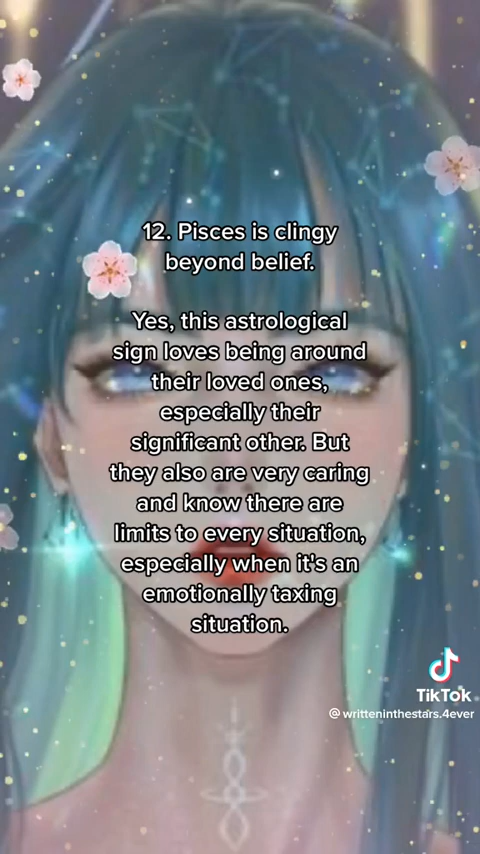 12. Pisces is clingy
beyond belief.
Yes, this astrological
sign loves being around
their loved ones,
especially their
significant other. But
they also are very caring
and know there are
limits to every situation,
especially when it's an
emotionally taxing
situation.
TikTok
@writteninthestars.4ever